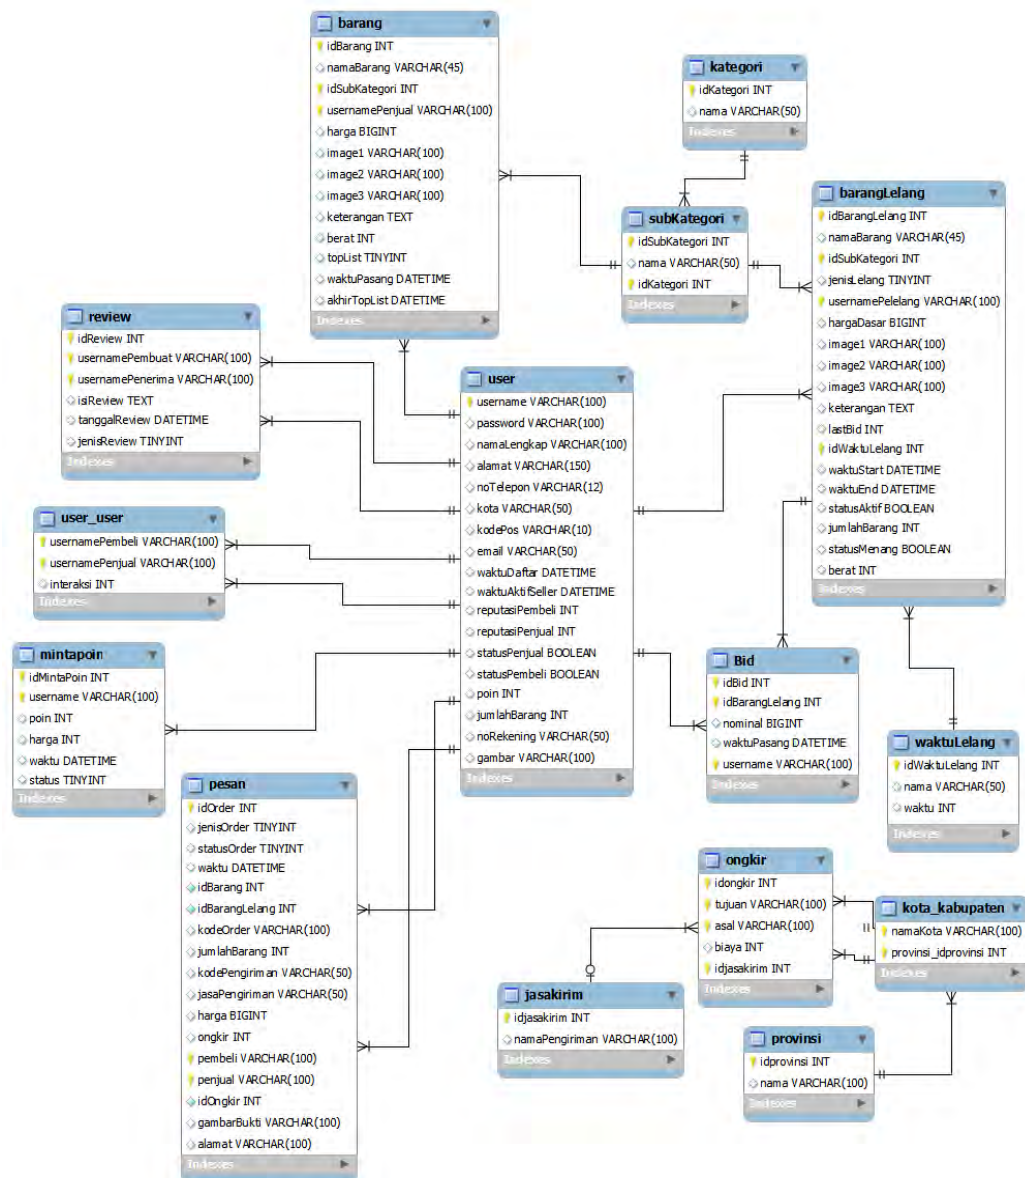 barang
idBarang INT
namaBarang VARCHAR(45)
idSubKategori INT
usernamePenjual VARCHAR(100)
harga BIGINT
image1 VARCHAR(100)
image2 VARCHAR(100)
image3 VARCHAR(100)
keterangan TEXT
berat INT
topList TINYINT
waktuPasang DATETIME
akhirTopList DATETIME
Indexes
kategori
idKategori INT
nama VARCHAR(50)
Indexes
subKategori
idSubKategori INT
nama VARCHAR(50)
idKategori INT
Indexes
barangLelang
idBarangLelang INT
namaBarang VARCHAR(45)
idSubKategori INT
jenisLelang TINYINT
usernamePelelang VARCHAR(100)
hargaDasar BIGINT
image1 VARCHAR(100)
image2 VARCHAR(100)
image3 VARCHAR(100)
keterangan TEXT
lastBid INT
idWaktuLelang INT
waktuStart DATETIME
waktuEnd DATETIME
statusAktif BOOLEAN
jumlahBarang INT
statusMenang BOOLEAN
berat INT
Indexes
review
idReview INT
usernamePembuat VARCHAR(100)
usernamePenerima VARCHAR(100)
isiReview TEXT
tanggalReview DATETIME
jenisReview TINYINT
Indexes
user
username VARCHAR(100)
password VARCHAR(100)
namaLengkap VARCHAR(100)
alamat VARCHAR(150)
noTelepon VARCHAR(12)
kota VARCHAR(50)
kodePos VARCHAR(10)
email VARCHAR(50)
waktuDaftar DATETIME
waktuAktifSeller DATETIME
reputasiPembeli INT
reputasiPenjual INT
statusPenjual BOOLEAN
statusPembeli BOOLEAN
poin INT
jumlahBarang INT
noRekening VARCHAR(50)
gambar VARCHAR(100)
Indexes
user_user
usernamePembeli VARCHAR(100)
usernamePenjual VARCHAR(100)
interaksi INT
Indexes
mintapoin
idMintaPoin INT
username VARCHAR(100)
poin INT
harga INT
waktu DATETIME
status TINYINT
Indexes
Bid
idBid INT
idBarangLelang INT
nominal BIGINT
waktuPasang DATETIME
username VARCHAR(100)
Indexes
waktuLelang
idWaktuLelang INT
nama VARCHAR(50)
waktu INT
Indexes
pesan
idOrder INT
jenisOrder TINYINT
statusOrder TINYINT
waktu DATETIME
idBarang INT
idBarangLelang INT
kodeOrder VARCHAR(100)
jumlahBarang INT
kodePengiriman VARCHAR(50)
jasaPengiriman VARCHAR(50)
harga BIGINT
ongkir INT
pembeli VARCHAR(100)
penjual VARCHAR(100)
idOngkir INT
gambarBukti VARCHAR(100)
alamat VARCHAR(100)
Indexes
ongkir
idongkir INT
tujuan VARCHAR(100)
asal VARCHAR(100)
biaya INT
idjasakirim INT
Indexes
kota_kabupaten
namaKota VARCHAR(100)
provinsi_idprovinsi INT
Indexes
jasakirim
idjasakirim INT
namaPengiriman VARCHAR(100)
Indexes
provinsi
idprovinsi INT
nama VARCHAR(100)
Indexes